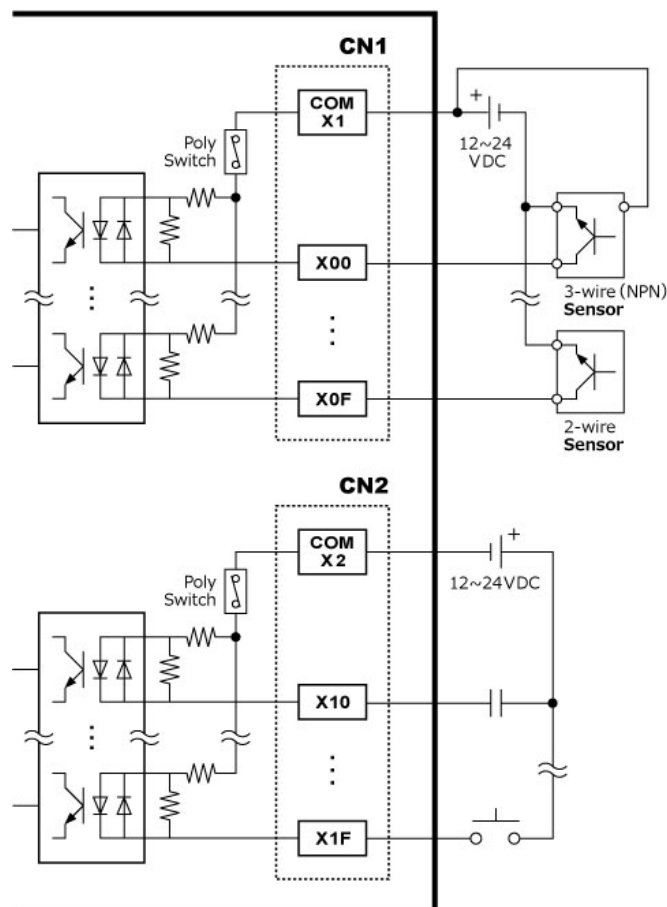 CN1
COM
X1
+
12~24
VDC
Poly
Switch
X00
3-wire (NPN)
Sensor
X0F
2-wire
Sensor
CN2
COM
X2
+
12~24VDC
Poly
Switch
X10
X1F